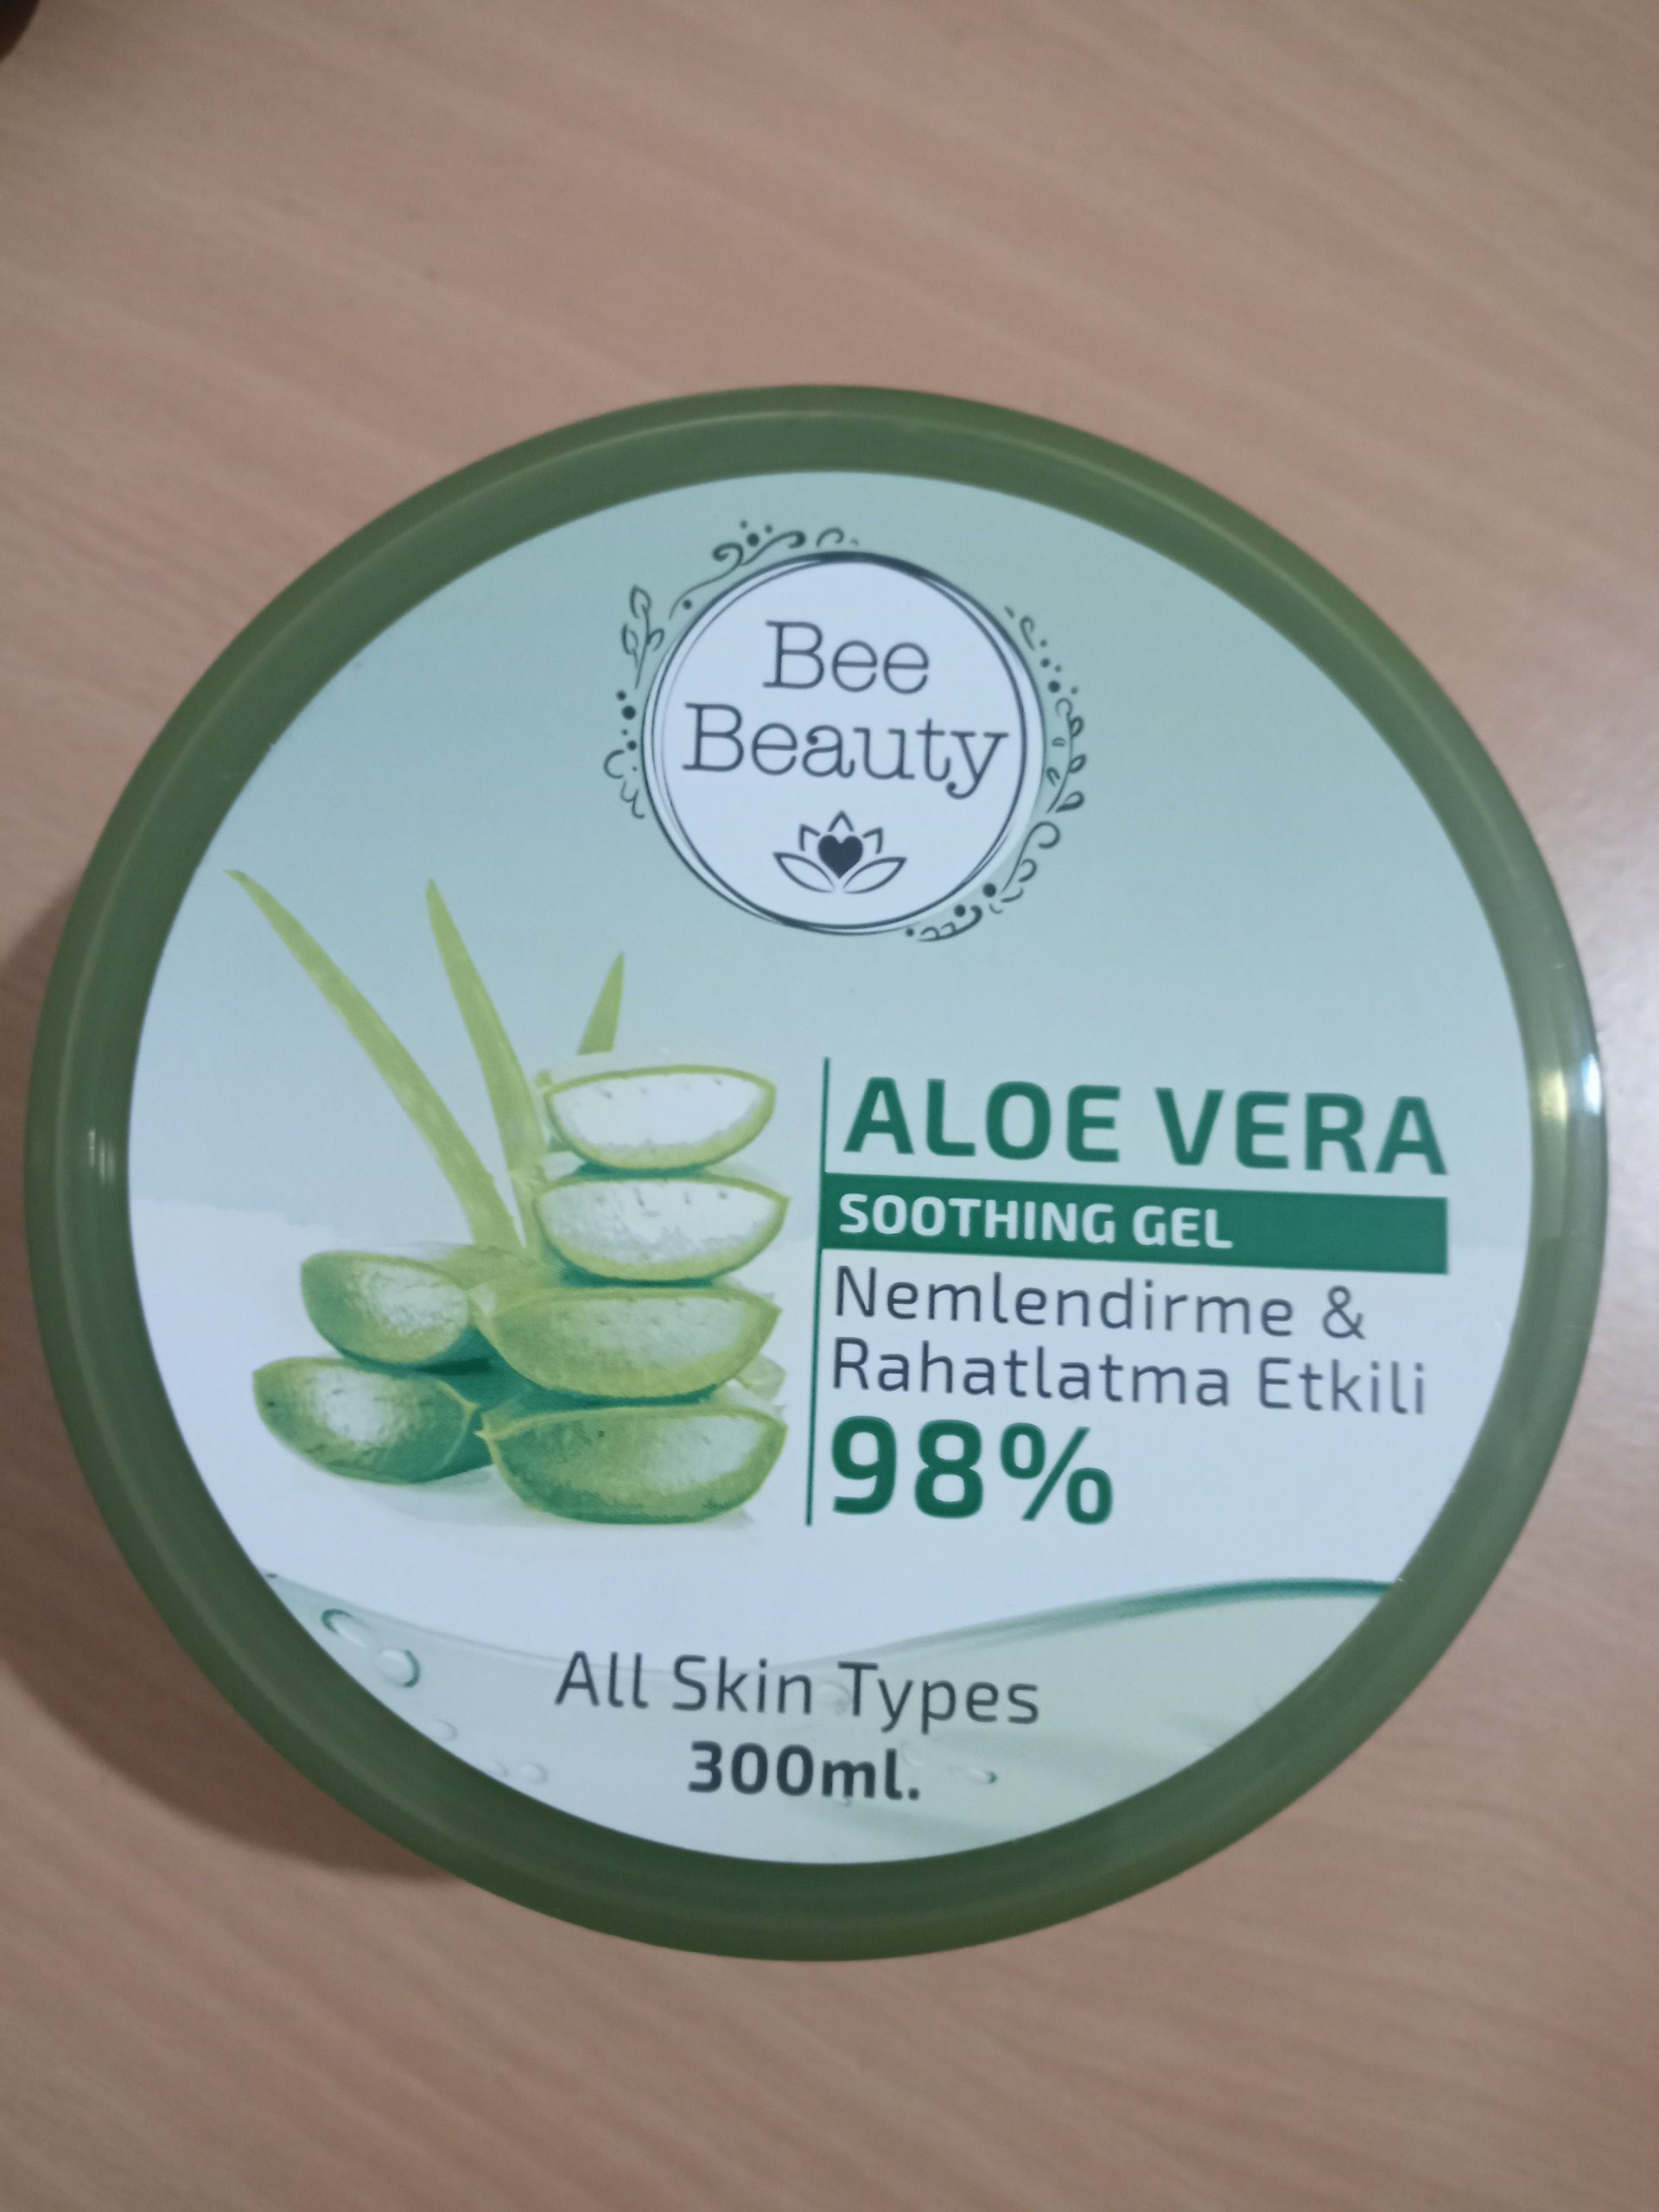 Bee
Beauty
ALOE VERA
SOOTHING GEL
Nemlendirme &
Rahatlatma Etkili
98%
All Skin Types
300ml.